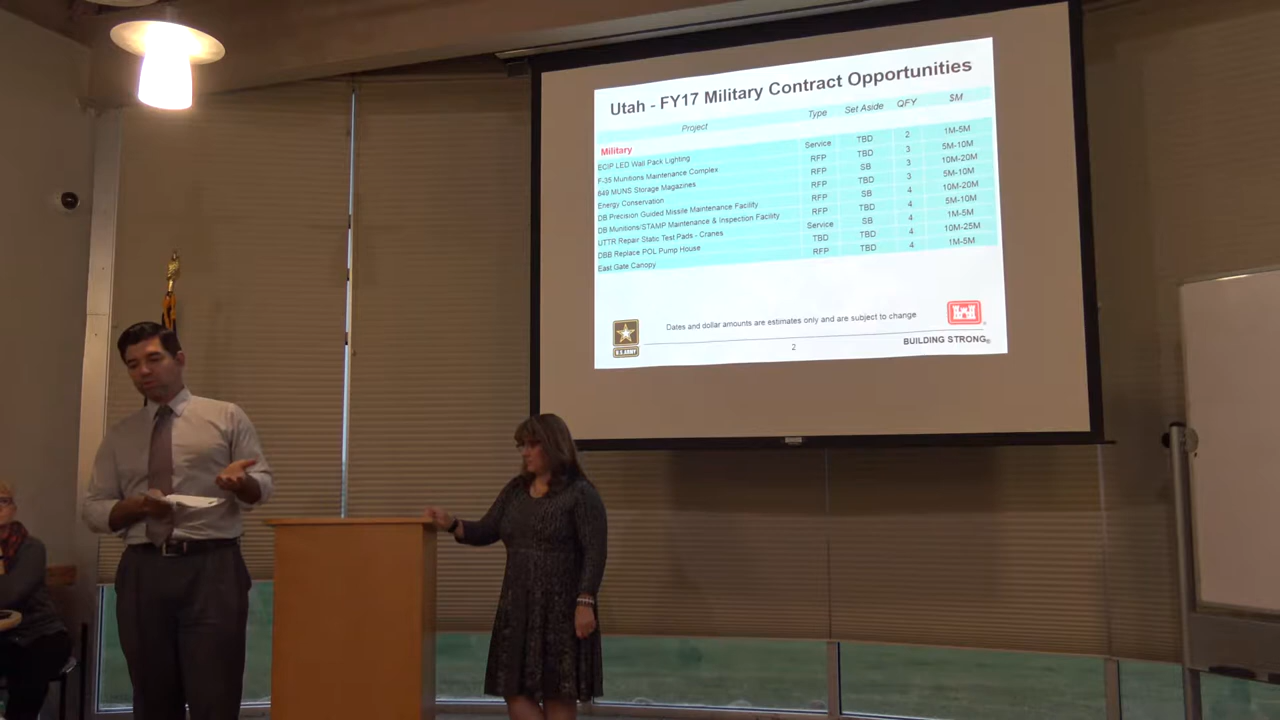 Utah - FY17 Military Contract Opportunities
Project Type Set Aside QFY $M
Military
ECIP LED Wall Pack Lighting Service TBD 2 1M-5M
F-35 Munitions Maintenance Complex RFP TBD 3 5M-10M
649 MUNS Storage Magazines RFP SB 3 10M-20M
Energy Conservation RFP TBD 3 5M-10M
DB Precision Guided Missile Maintenance Facility RFP SB 4 10M-20M
DB Munitions/STAMP Maintenance & Inspection Facility RFP TBD 4 5M-10M
UTTR Repair Static Test Pads - Cranes Service SB 4 1M-5M
DBB Replace POL Pump House TBD TBD 4 10M-25M
East Gate Canopy RFP TBD 4 1M-5M
Dates and dollar amounts are estimates only and are subject to change
U.S. ARMY
2
BUILDING STRONG®